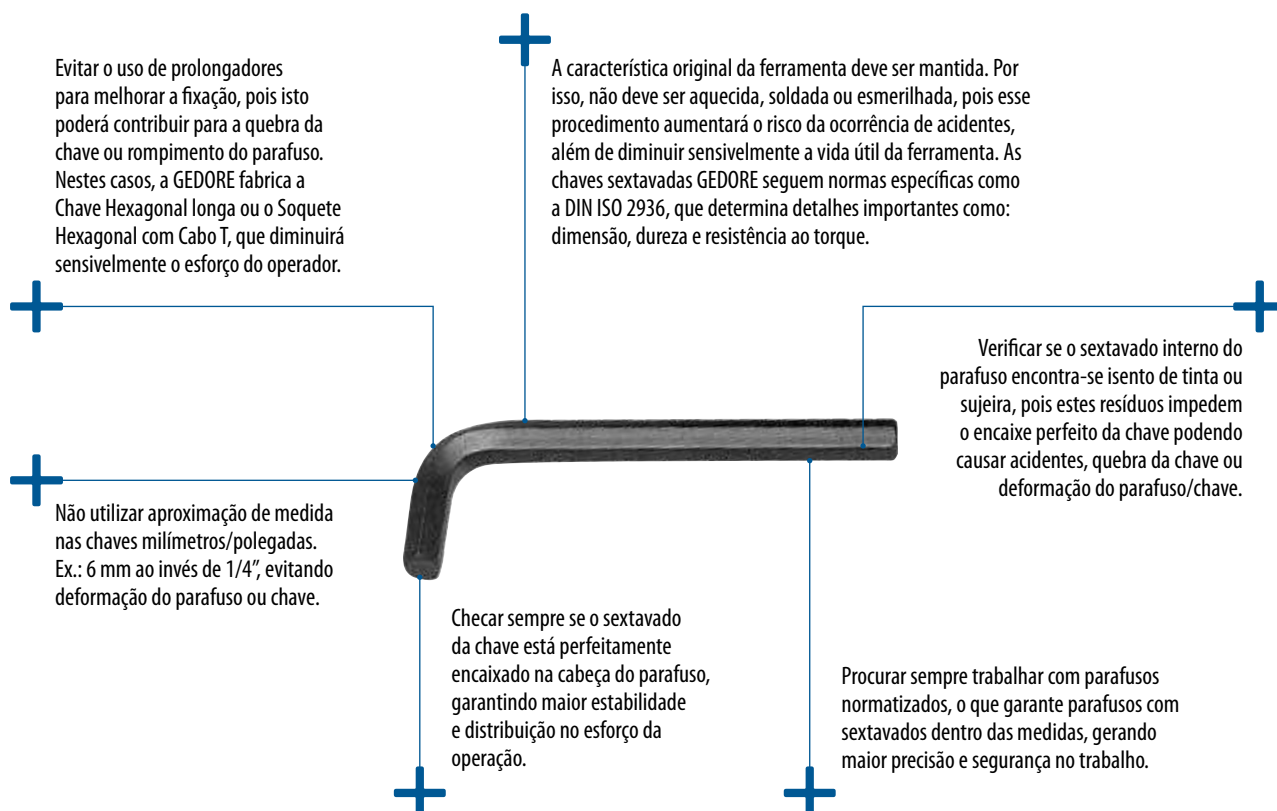 Evitar o uso de prolongadores
para melhorar a fixação, pois isto
poderá contribuir para a quebra da
chave ou rompimento do parafuso.
Nestes casos, a GEDORE fabrica a
Chave Hexagonal longa ou o Soquete
Hexagonal com Cabo T, que diminuirá
sensivelmente o esforço do operador.
A característica original da ferramenta deve ser mantida. Por
isso, não deve ser aquecida, soldada ou esmerilhada, pois esse
procedimento aumentará o risco da ocorrência de acidentes,
além de diminuir sensivelmente a vida útil da ferramenta. As
chaves sextavadas GEDORE seguem normas específicas como
a DIN ISO 2936, que determina detalhes importantes como:
dimensão, dureza e resistência ao torque.
Verificar se o sextavado interno do
parafuso encontra-se isento de tinta ou
sujeira, pois estes resíduos impedem
o encaixe perfeito da chave podendo
causar acidentes, quebra da chave ou
deformação do parafuso/chave.
Não utilizar aproximação de medida
nas chaves milímetros/polegadas.
Ex.: 6 mm ao invés de 1/4”, evitando
deformação do parafuso ou chave.
Checar sempre se o sextavado
da chave está perfeitamente
encaixado na cabeça do parafuso,
garantindo maior estabilidade
e distribuição no esforço da
operação.
Procurar sempre trabalhar com parafusos
normatizados, o que garante parafusos com
sextavados dentro das medidas, gerando
maior precisão e segurança no trabalho.